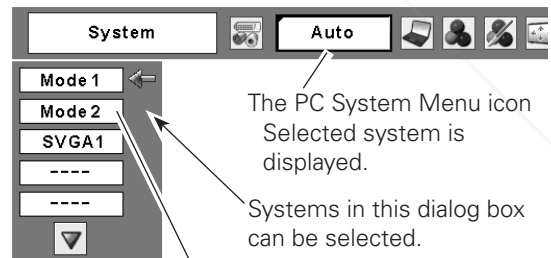 System
Auto
Mode 1
Mode 2
SVGA1
----
----
The PC System Menu icon
Selected system is
displayed.
Systems in this dialog box
can be selected.